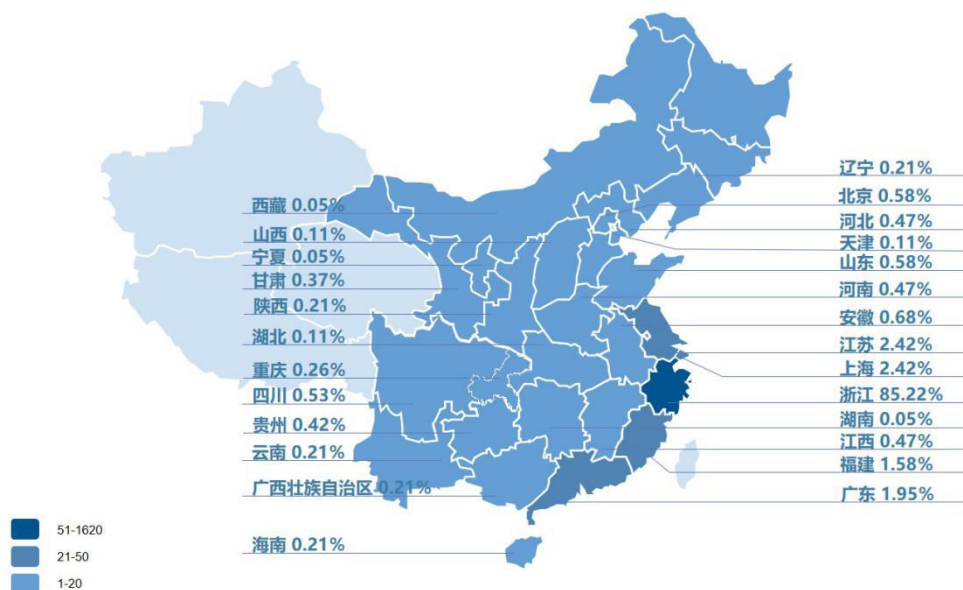 西藏 0.05%
山西 0.11%
宁夏 0.05%
甘肃 0.37%
陕西 0.21%
湖北 0.11%
重庆 0.26%
四川 0.53%
贵州 0.42%
云南 0.21%
广西壮族自治区 0.21%
海南 0.21%
辽宁 0.21%
北京 0.58%
河北 0.47%
天津 0.11%
山东 0.58%
河南 0.47%
安徽 0.68%
江苏 2.42%
上海 2.42%
浙江 85.22%
湖南 0.05%
江西 0.47%
福建 1.58%
广东 1.95%
51-1620
21-50
1-20